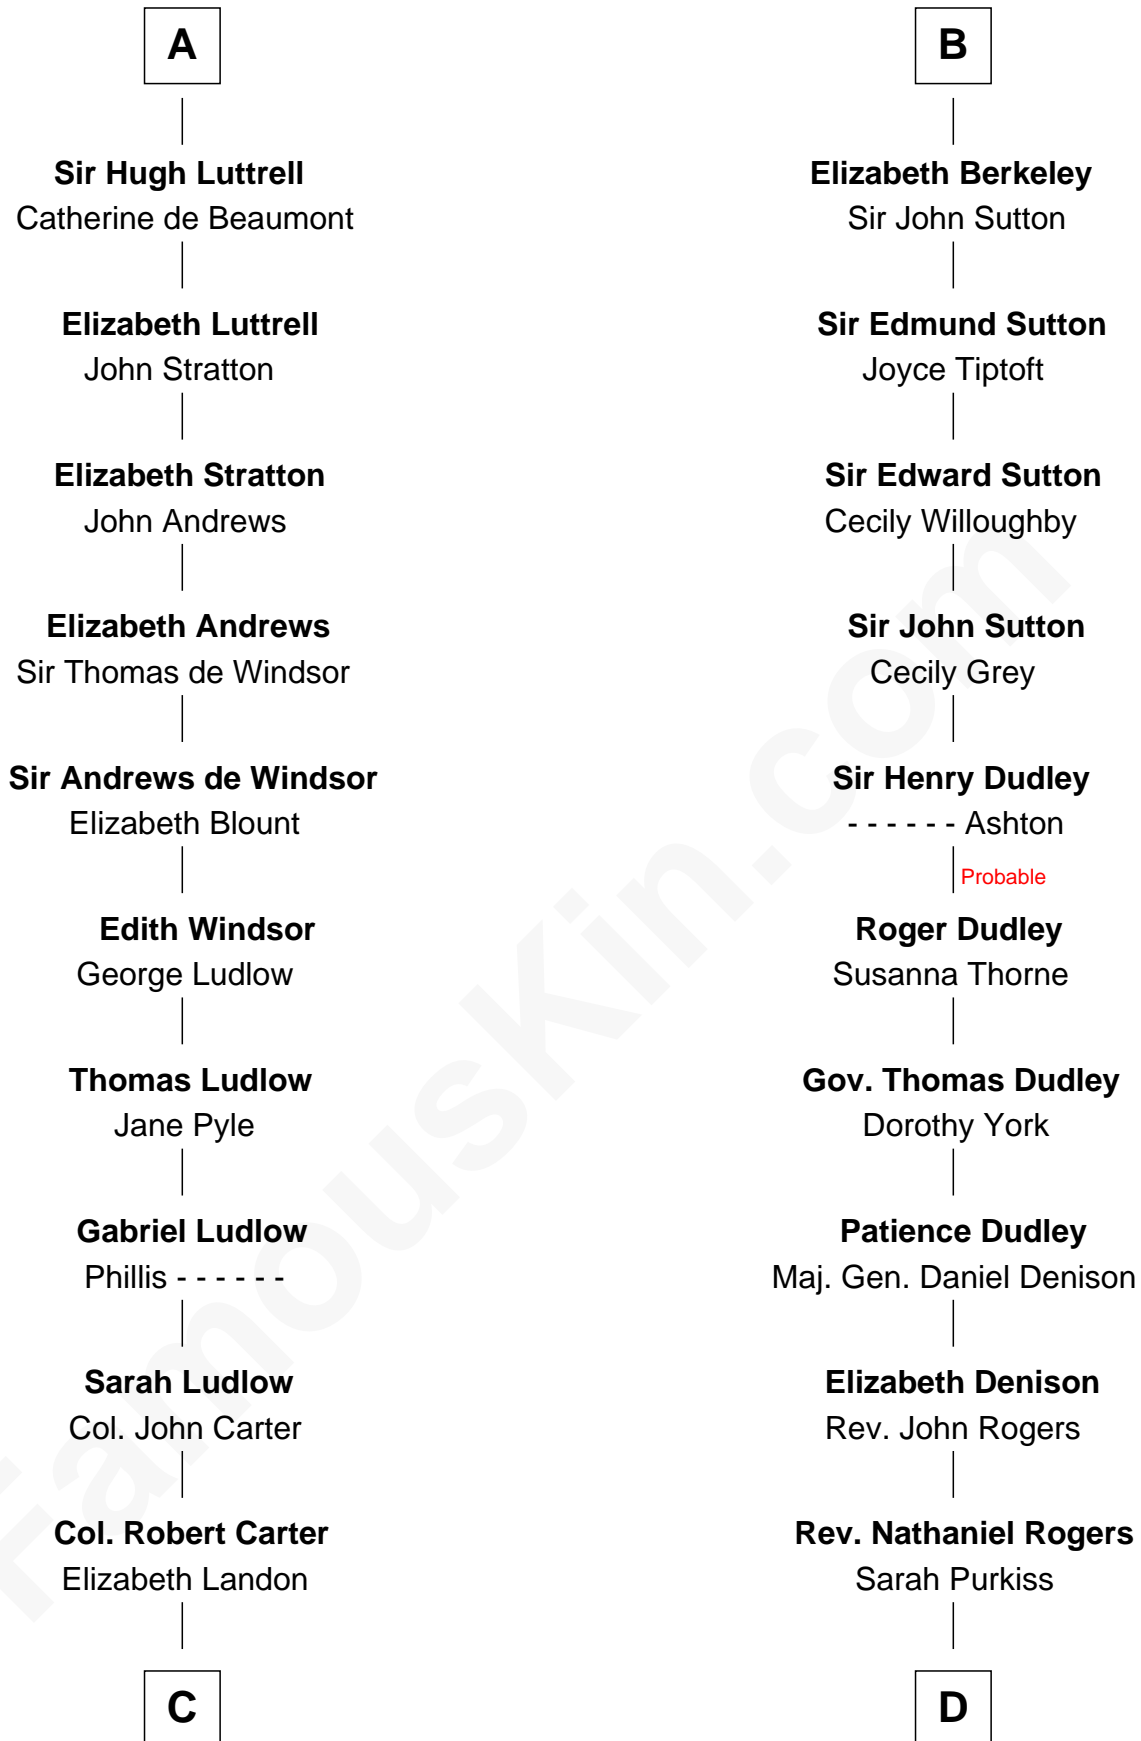 A
Sir Hugh Luttrell
Catherine de Beaumont
Elizabeth Luttrell
John Stratton
Elizabeth Stratton
John Andrews
Elizabeth Andrews
Sir Thomas de Windsor
Sir Andrews de Windsor
Elizabeth Blount
Edith Windsor
George Ludlow
Thomas Ludlow
Jane Pyle
Gabriel Ludlow
Phillis - - - - - -
Sarah Ludlow
Col. John Carter
Col. Robert Carter
Elizabeth Landon
C
B
Elizabeth Berkeley
Sir John Sutton
Sir Edmund Sutton
Joyce Tiptoft
Sir Edward Sutton
Cecily Willoughby
Sir John Sutton
Cecily Grey
Sir Henry Dudley
- - - - - - Ashton
Probable
Roger Dudley
Susanna Thorne
Gov. Thomas Dudley
Dorothy York
Patience Dudley
Maj. Gen. Daniel Denison
Elizabeth Denison
Rev. John Rogers
Rev. Nathaniel Rogers
Sarah Purkiss
D
FamousKin.com